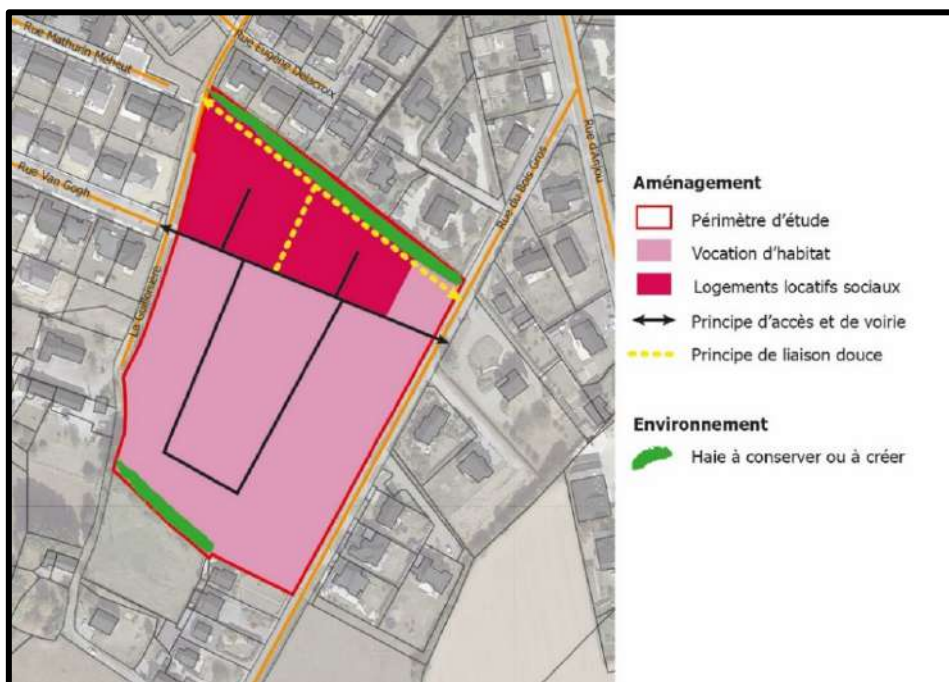 Rue Mathurin Méheut
Rue Eugène Delacroix
Rue Van Gogh
La Guifonière
Rue du Bois Gros
Rue d'Anjou
Aménagement
Périmètre d'étude
Vocation d'habitat
Logements locatifs sociaux
Principe d'accès et de voirie
Principe de liaison douce
Environnement
Haie à conserver ou à créer